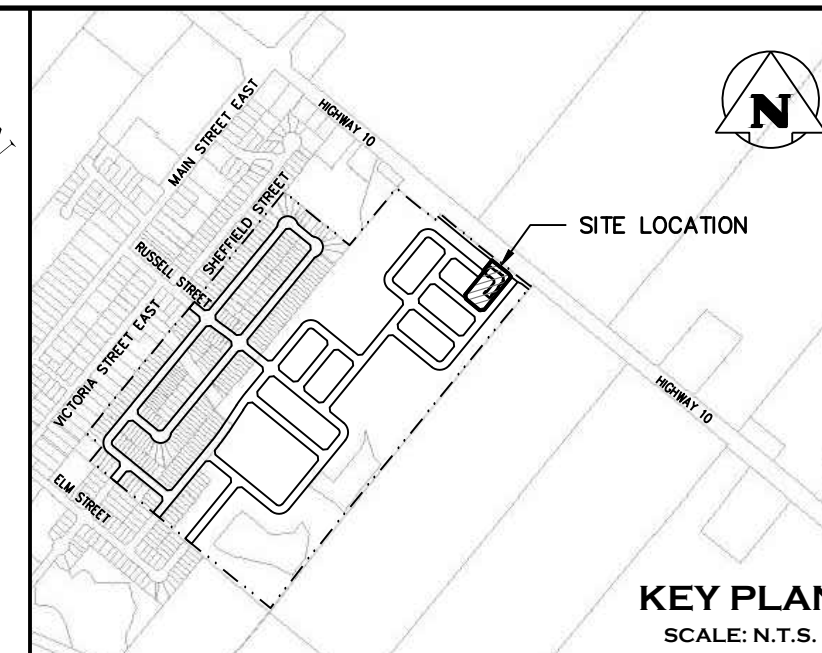 MAIN STREET EAST
HIGHWAY 10
N
SHEFFIELD STREET
SITE LOCATION
RUSSELL STREET
VICTORIA STREET EAST
HIGHWAY 10
ELM STREET
KEY PLAN
SCALE: N.T.S.